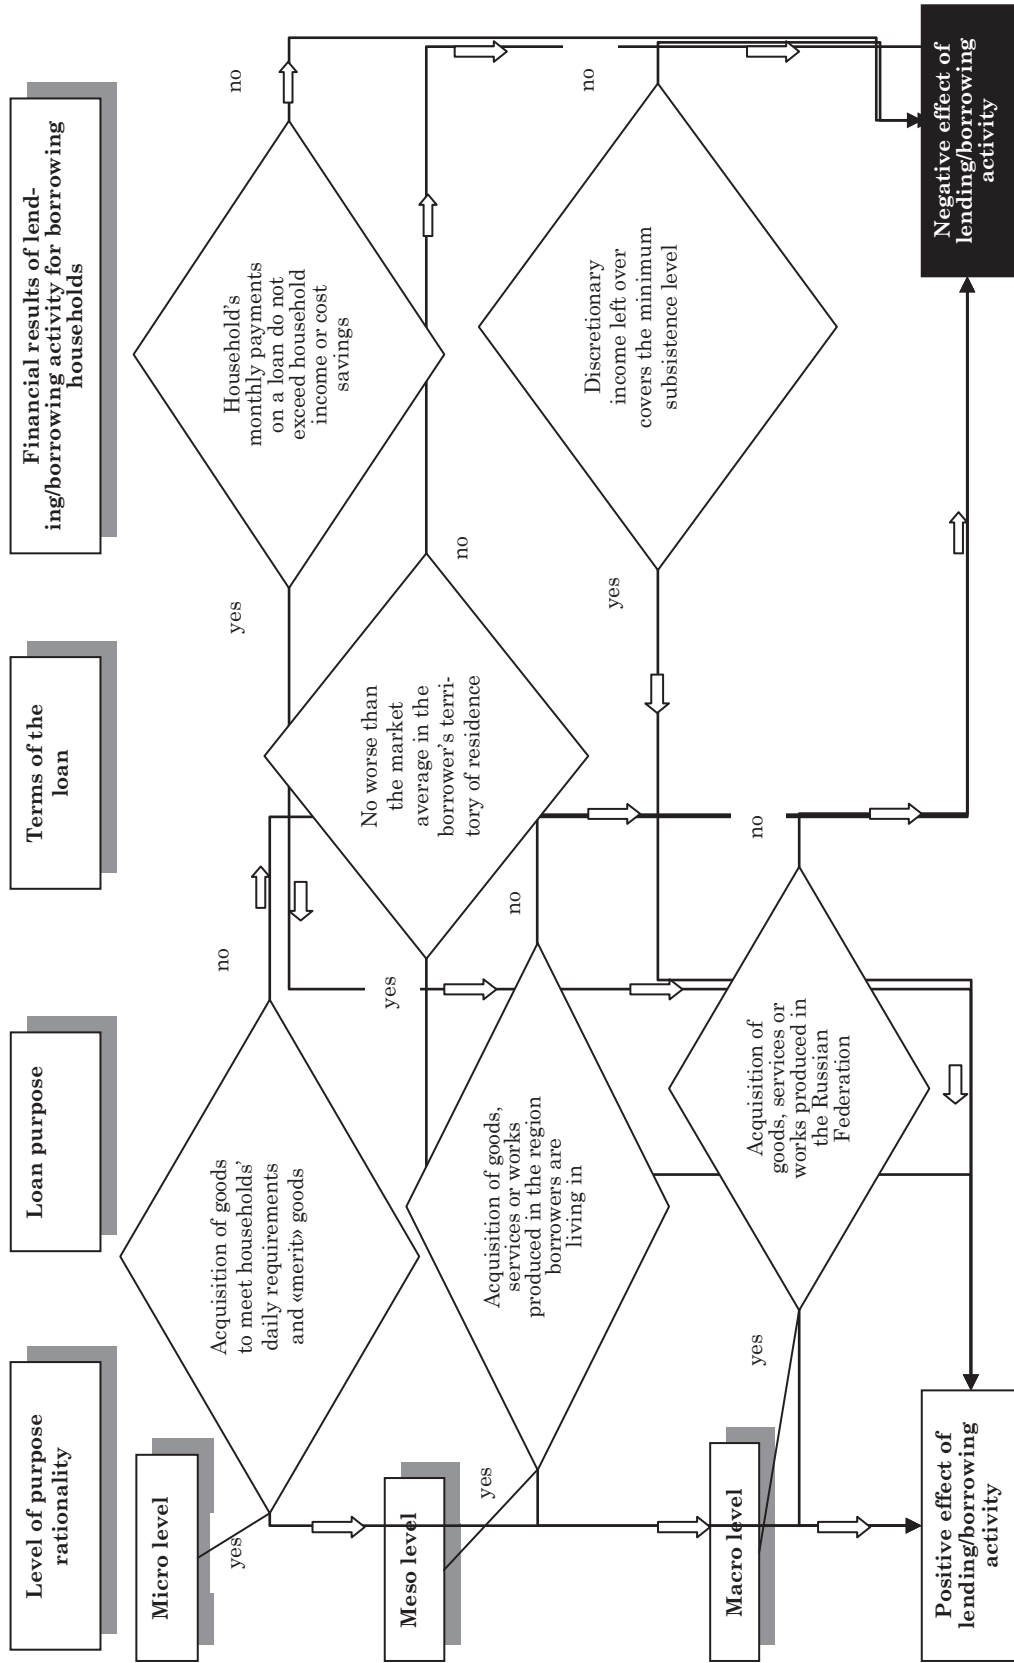 Level of purpose
rationality
Loan purpose
Terms of the
loan
Financial results of lend-
ing/borrowing activity for borrowing
households
Micro level
yes
Acquisition of goods
to meet households’
daily requirements
and «merit» goods
no
yes
Household’s
monthly payments
on a loan do not
exceed household
income or cost
savings
no
No worse than
the market
average in the
borrower’s terri-
tory of residence
yes
no
Meso level
yes
Acquisition of goods,
services or works
produced in the region
borrowers are
living in
no
yes
Discretionary
income left over
covers the minimum
subsistence level
no
Macro level
yes
Acquisition of
goods, services or
works produced in
the Russian
Federation
no
Positive effect of
lending/borrowing
activity
Negative effect of
lending/borrowing
activity